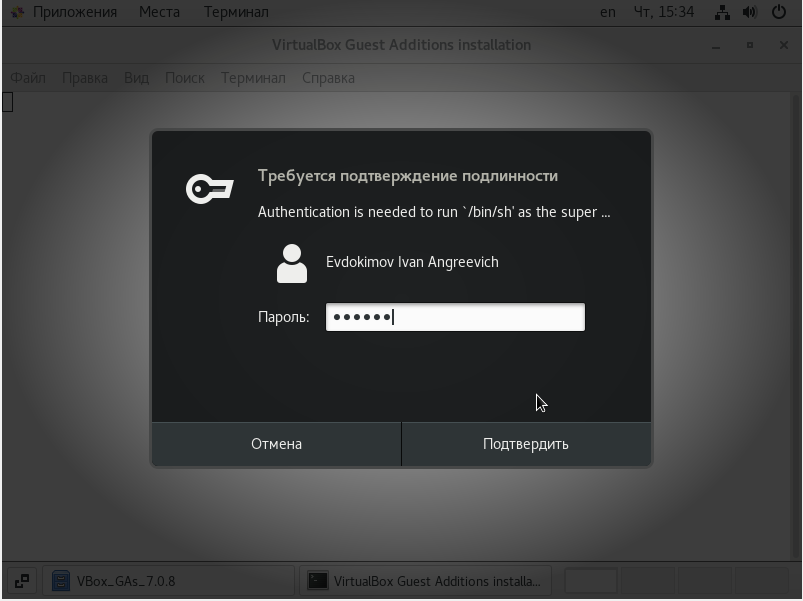 Приложения Места Терминал en Чт, 15:34
VirtualBox Guest Additions installation
Файл Правка Вид Поиск Терминал Справка
Требуется подтверждение подлинности
Authentication is needed to run `/bin/sh' as the super ...
Evdokimov Ivan Angreevich
Пароль: ••••••
Отмена Подтвердить
VBox_GAs_7.0.8 VirtualBox Guest Additions installa...